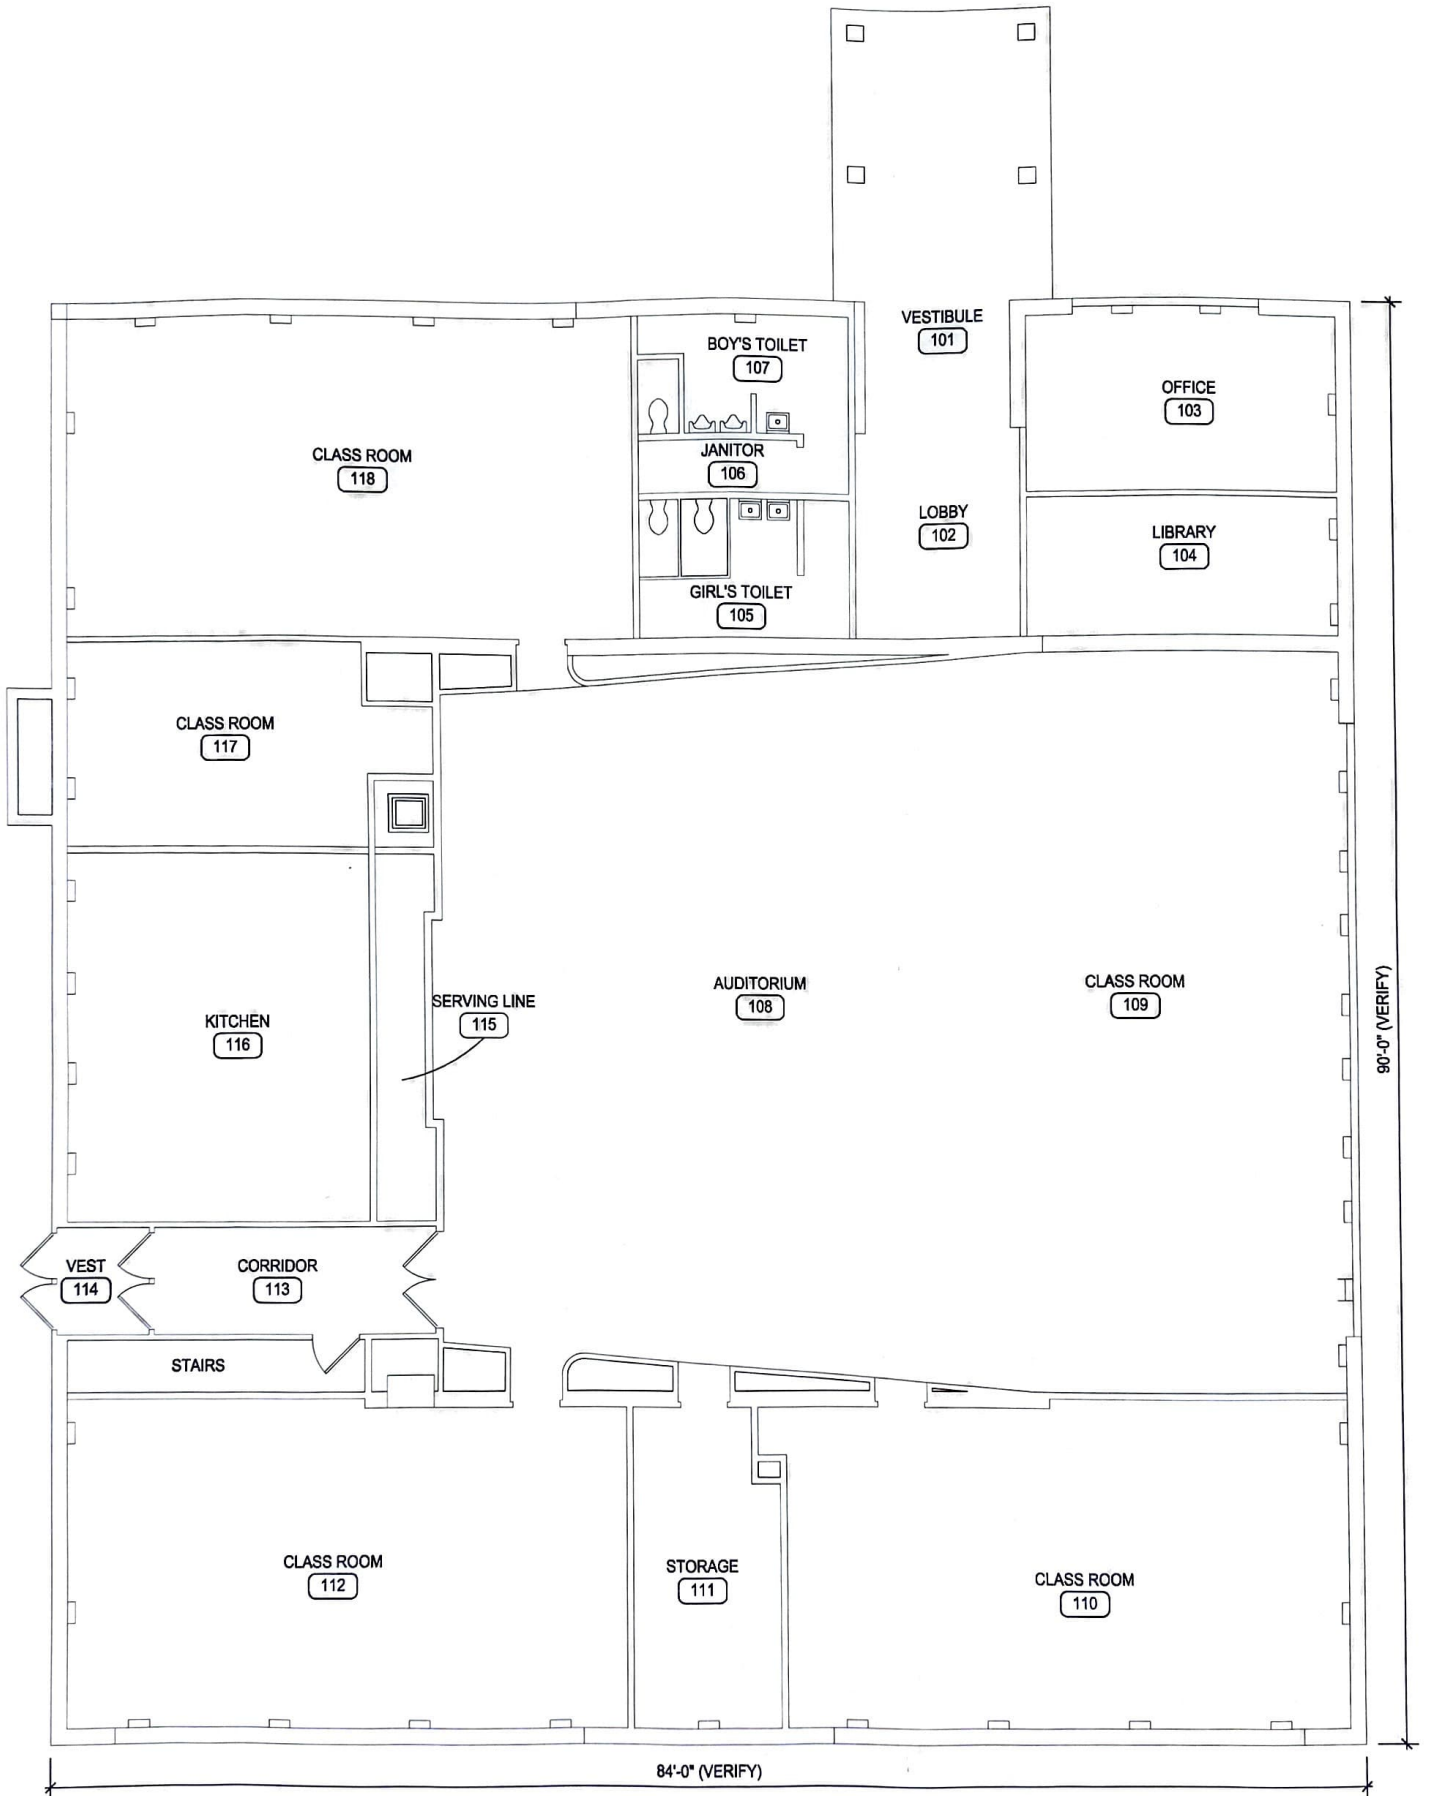 VESTIBULE
101
BOY'S TOILET
107
OFFICE
103
CLASS ROOM
118
JANITOR
106
LOBBY
102
LIBRARY
104
GIRL'S TOILET
105
CLASS ROOM
117
AUDITORIUM
108
CLASS ROOM
109
SERVING LINE
115
KITCHEN
116
90'-0" (VERIFY)
VEST
114
CORRIDOR
113
STAIRS
CLASS ROOM
112
STORAGE
111
CLASS ROOM
110
84'-0" (VERIFY)